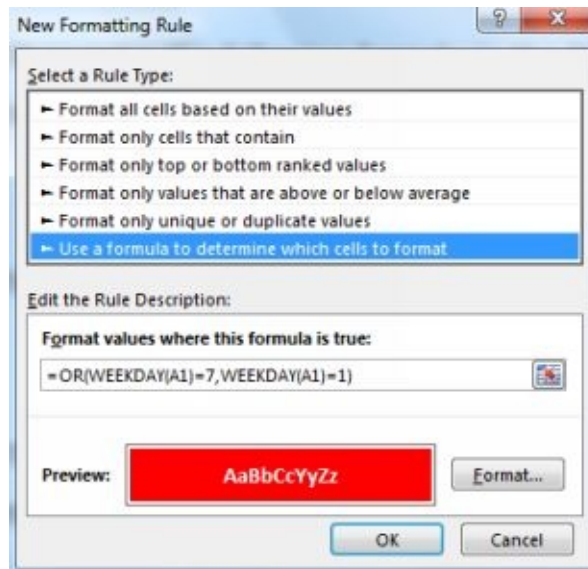 New Formatting Rule
Select a Rule Type:
► Format all cells based on their values
► Format only cells that contain
► Format only top or bottom ranked values
► Format only values that are above or below average
► Format only unique or duplicate values
► Use a formula to determine which cells to format
Edit the Rule Description:
Format values where this formula is true:
=OR(WEEKDAY(A1)=7,WEEKDAY(A1)=1)
Preview: AaBbCcYyZz Format...
OK Cancel